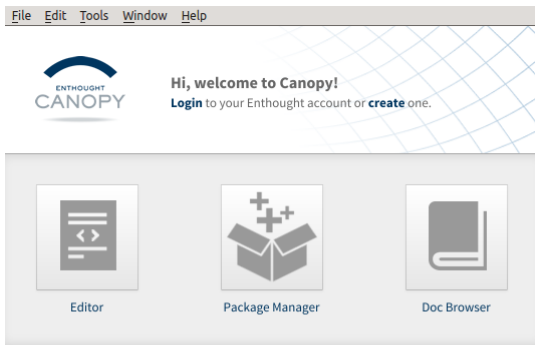 File Edit Tools Window Help
ENTHOUGHT
CANOPY
Hi, welcome to Canopy!
Login to your Enthought account or create one.
Editor Package Manager Doc Browser